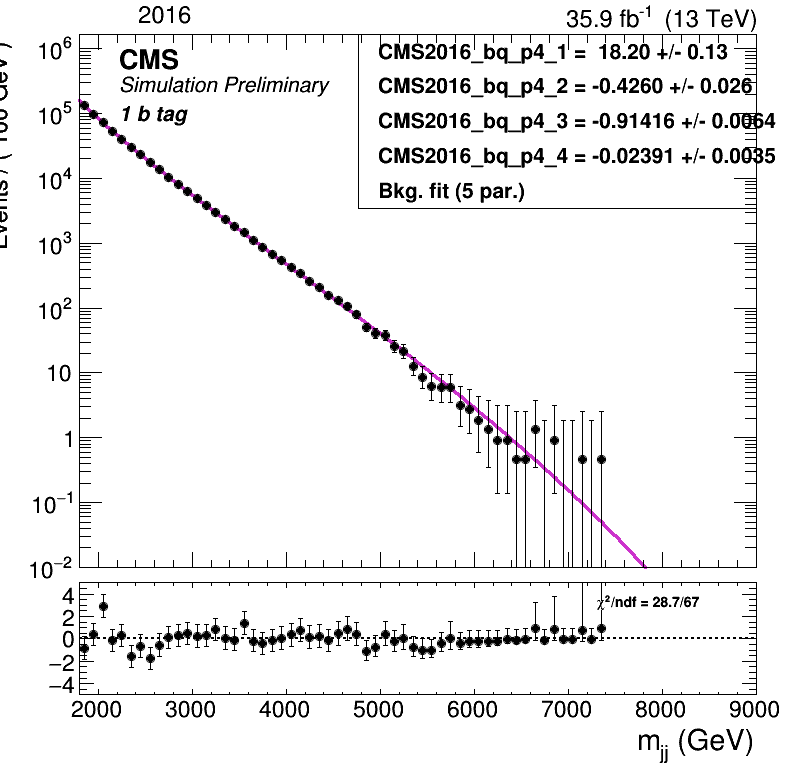 2016
35.9 fb⁻¹ (13 TeV)
CMS
Simulation Preliminary
1 b tag
CMS2016_bq_p4_1 = 18.20 +/- 0.13
CMS2016_bq_p4_2 = -0.4260 +/- 0.026
CMS2016_bq_p4_3 = -0.91416 +/- 0.0064
CMS2016_bq_p4_4 = -0.02391 +/- 0.0035
Bkg. fit (5 par.)
Events / ( 100 GeV )
10⁶
10⁵
10⁴
10³
10²
10
1
10⁻¹
10⁻²
χ²/ndf = 28.7/67
4
2
0
−2
−4
2000 3000 4000 5000 6000 7000 8000 9000
m_jj (GeV)